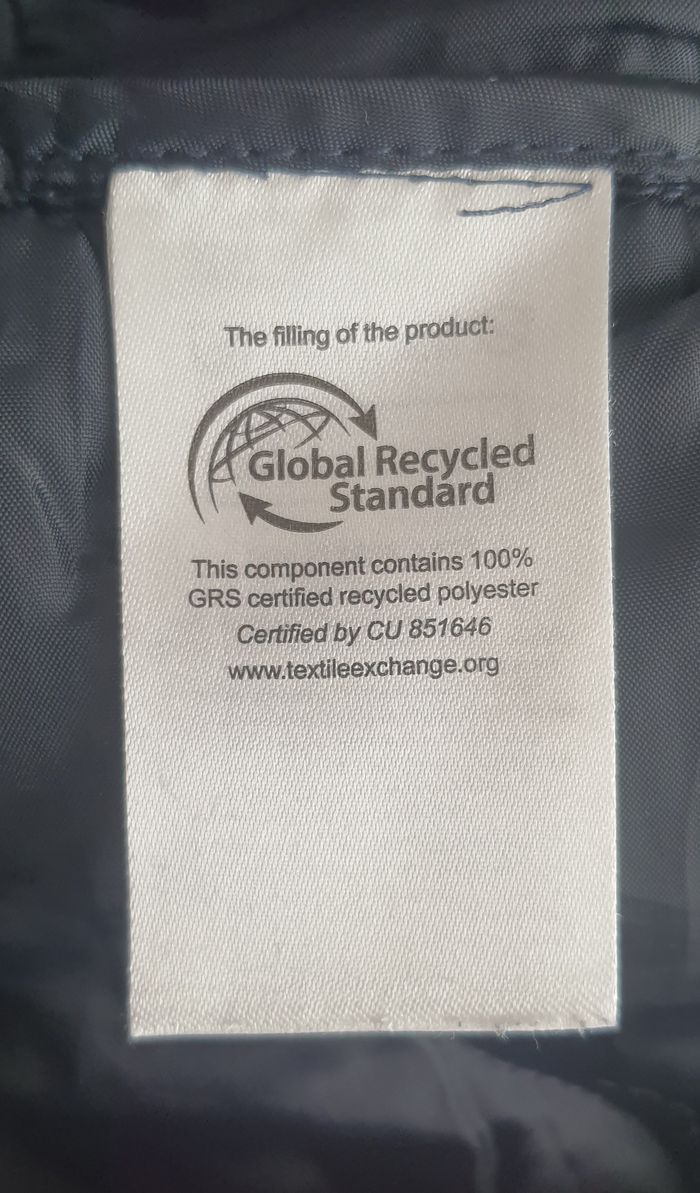 The filling of the product:
Global Recycled
Standard
This component contains 100%
GRS certified recycled polyester
Certified by CU 851646
www.textileexchange.org